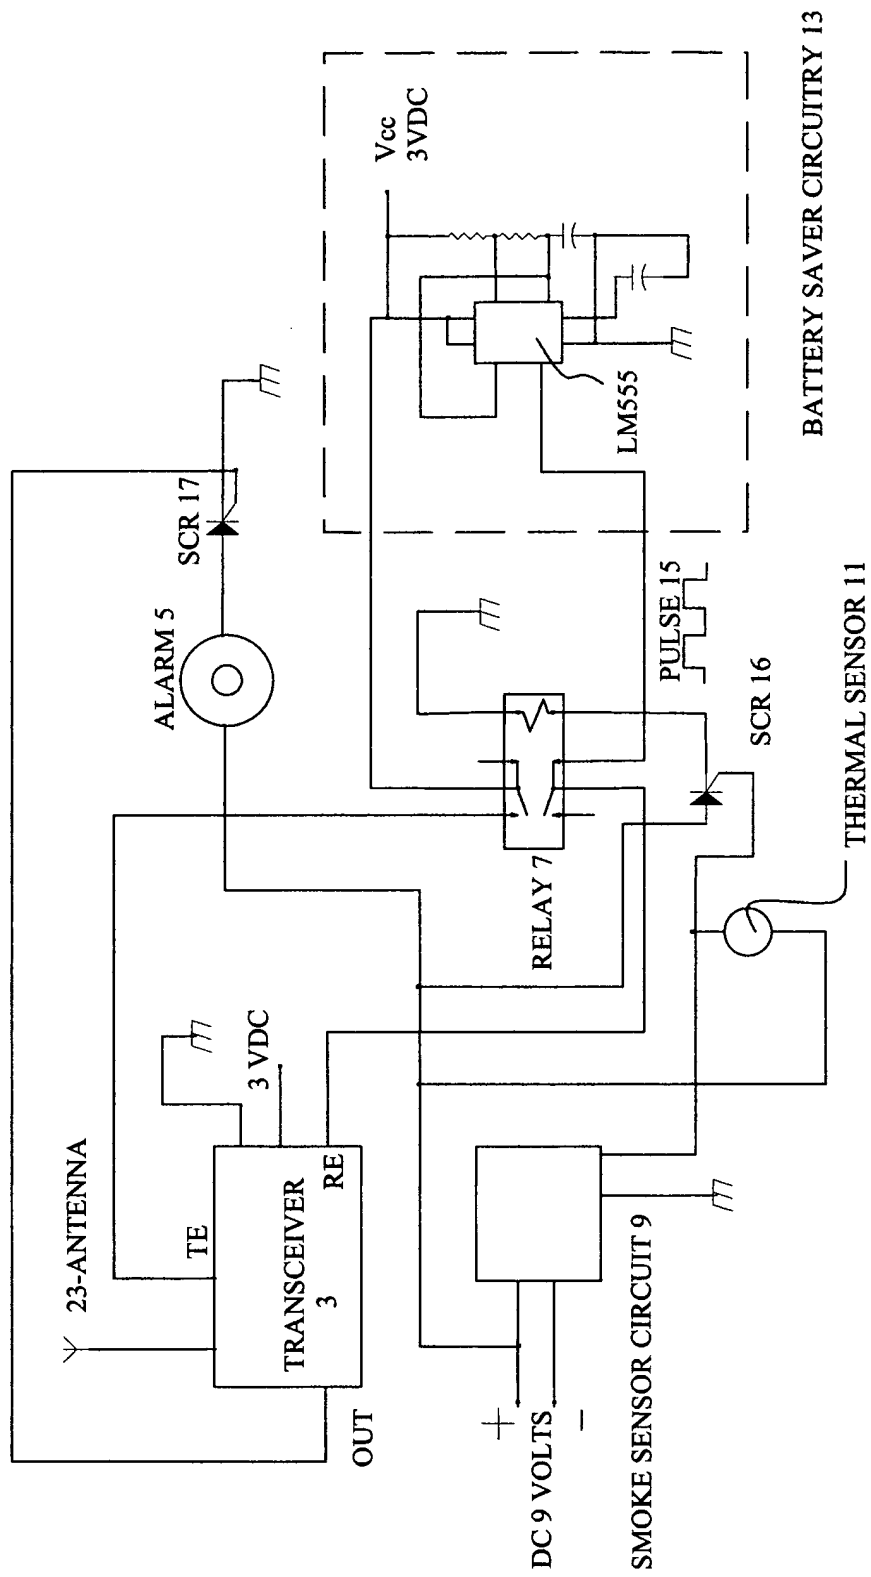 23-ANTENNA
TE
TRANSCEIVER
3
RE
OUT
3 VDC
ALARM 5
SCR 17
Vcc
3VDC
LM555
BATTERY SAVER CIRCUITRY 13
RELAY 7
PULSE 15
SCR 16
THERMAL SENSOR 11
+
DC 9 VOLTS
−
SMOKE SENSOR CIRCUIT 9